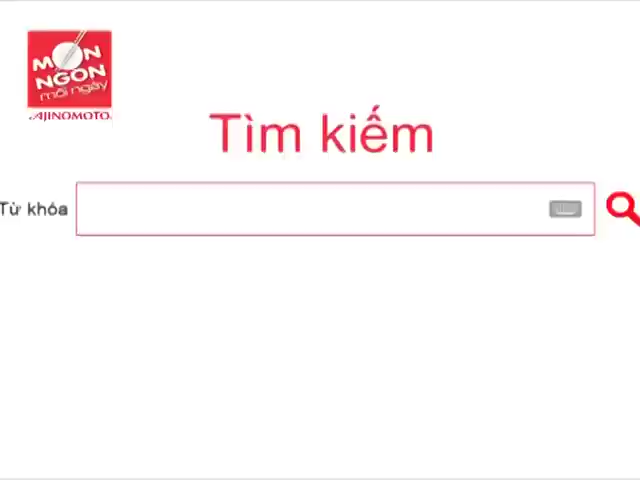 MÓN
NGON
mỗi ngày
AJINOMOTO.
Tìm kiếm
Từ khóa